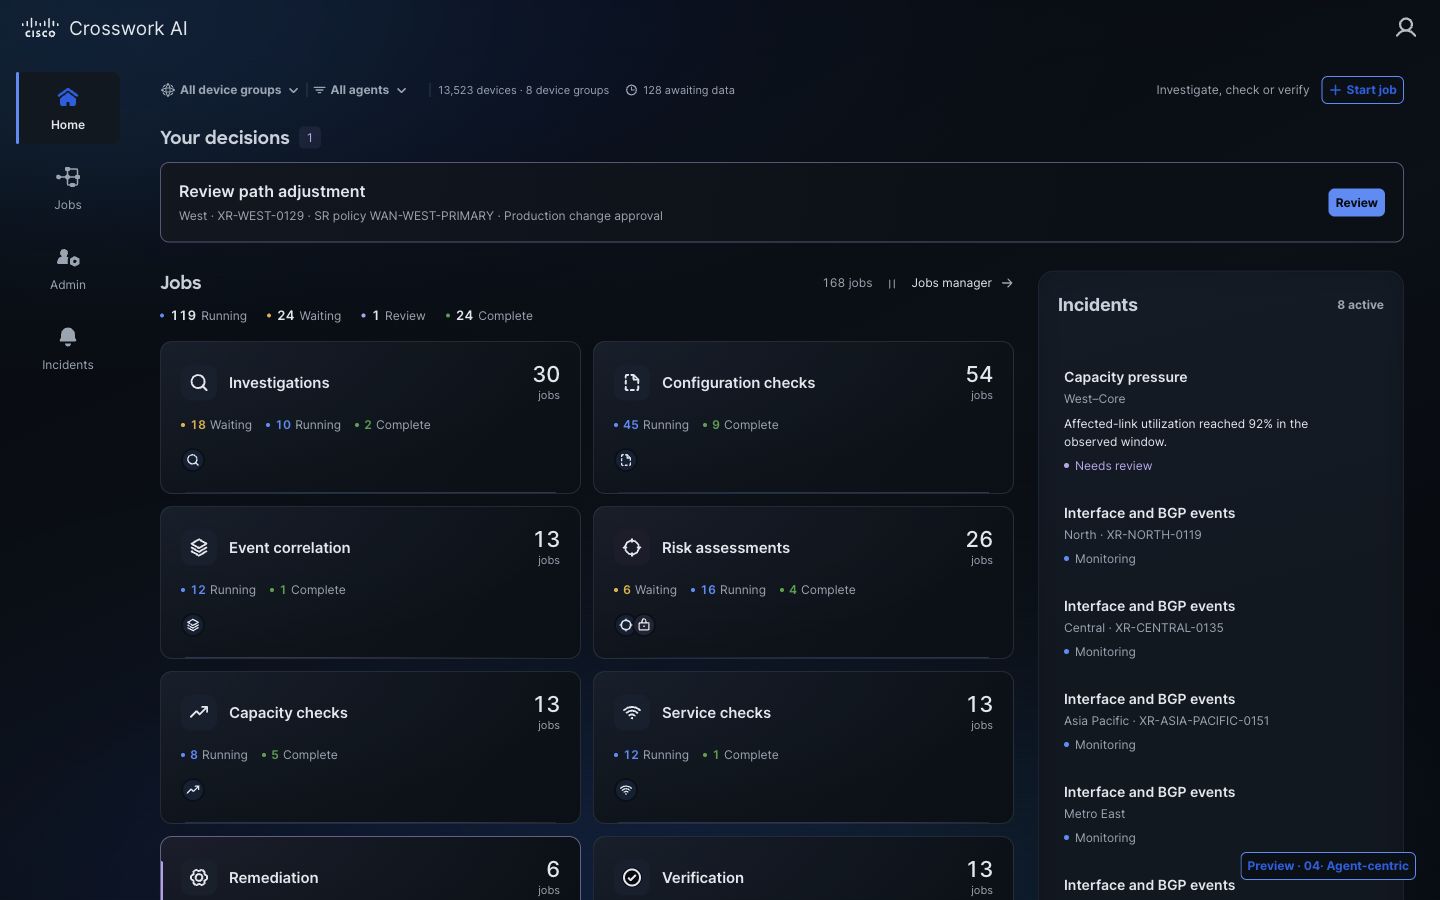 CISCO
Crosswork AI
Home
Jobs
Admin
Incidents
All device groups
All agents
13,523 devices · 8 device groups
128 awaiting data
Investigate, check or verify
+ Start job
Your decisions
1
Review path adjustment
West · XR-WEST-0129 · SR policy WAN-WEST-PRIMARY · Production change approval
Review
Jobs
168 jobs
Jobs manager
119 Running
24 Waiting
1 Review
24 Complete
Investigations
30
jobs
18 Waiting
10 Running
2 Complete
Configuration checks
54
jobs
45 Running
9 Complete
Event correlation
13
jobs
12 Running
1 Complete
Risk assessments
26
jobs
6 Waiting
16 Running
4 Complete
Capacity checks
13
jobs
8 Running
5 Complete
Service checks
13
jobs
12 Running
1 Complete
Remediation
6
jobs
Verification
13
jobs
Incidents
8 active
Capacity pressure
West–Core
Affected-link utilization reached 92% in the
observed window.
Needs review
Interface and BGP events
North · XR-NORTH-0119
Monitoring
Interface and BGP events
Central · XR-CENTRAL-0135
Monitoring
Interface and BGP events
Asia Pacific · XR-ASIA-PACIFIC-0151
Monitoring
Interface and BGP events
Metro East
Monitoring
Interface and BGP events
Preview · 04· Agent-centric